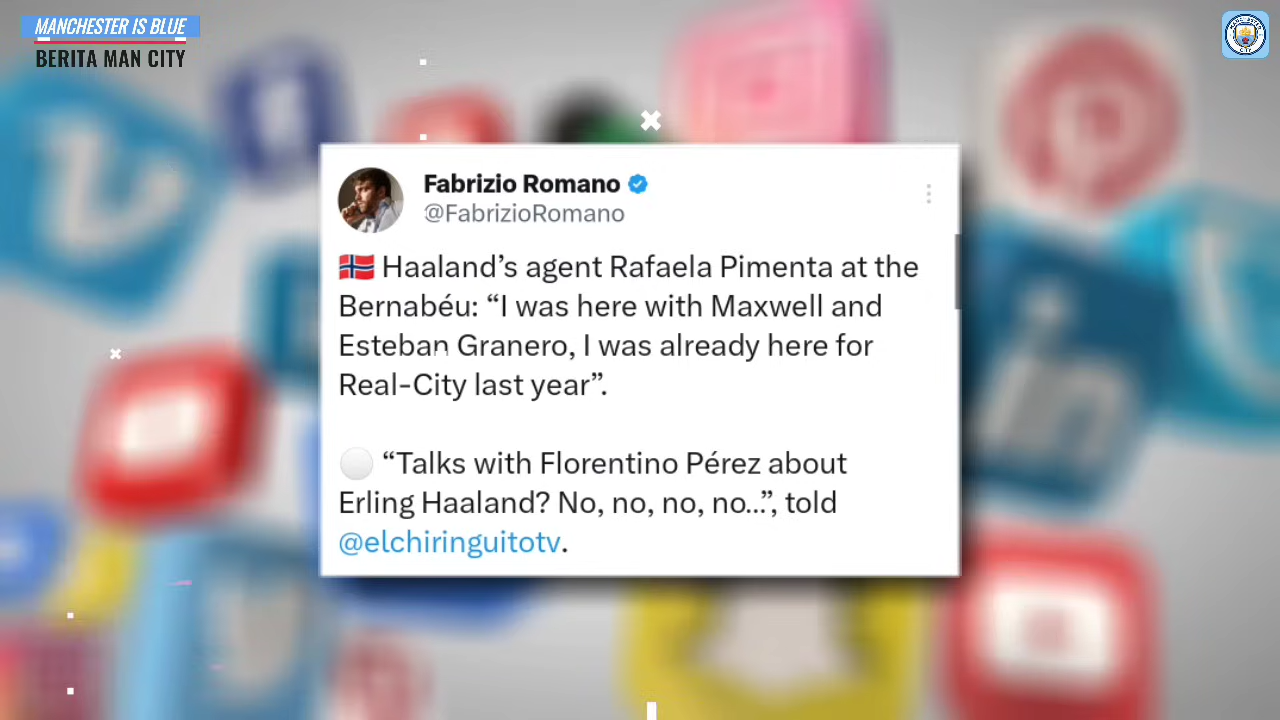 MANCHESTER IS BLUE
BERITA MAN CITY
Fabrizio Romano
@FabrizioRomano
🇳🇴 Haaland’s agent Rafaela Pimenta at the
Bernabéu: “I was here with Maxwell and
Esteban Granero, I was already here for
Real-City last year”.
⚪ “Talks with Florentino Pérez about
Erling Haaland? No, no, no, no…”, told
@elchiringuitotv.